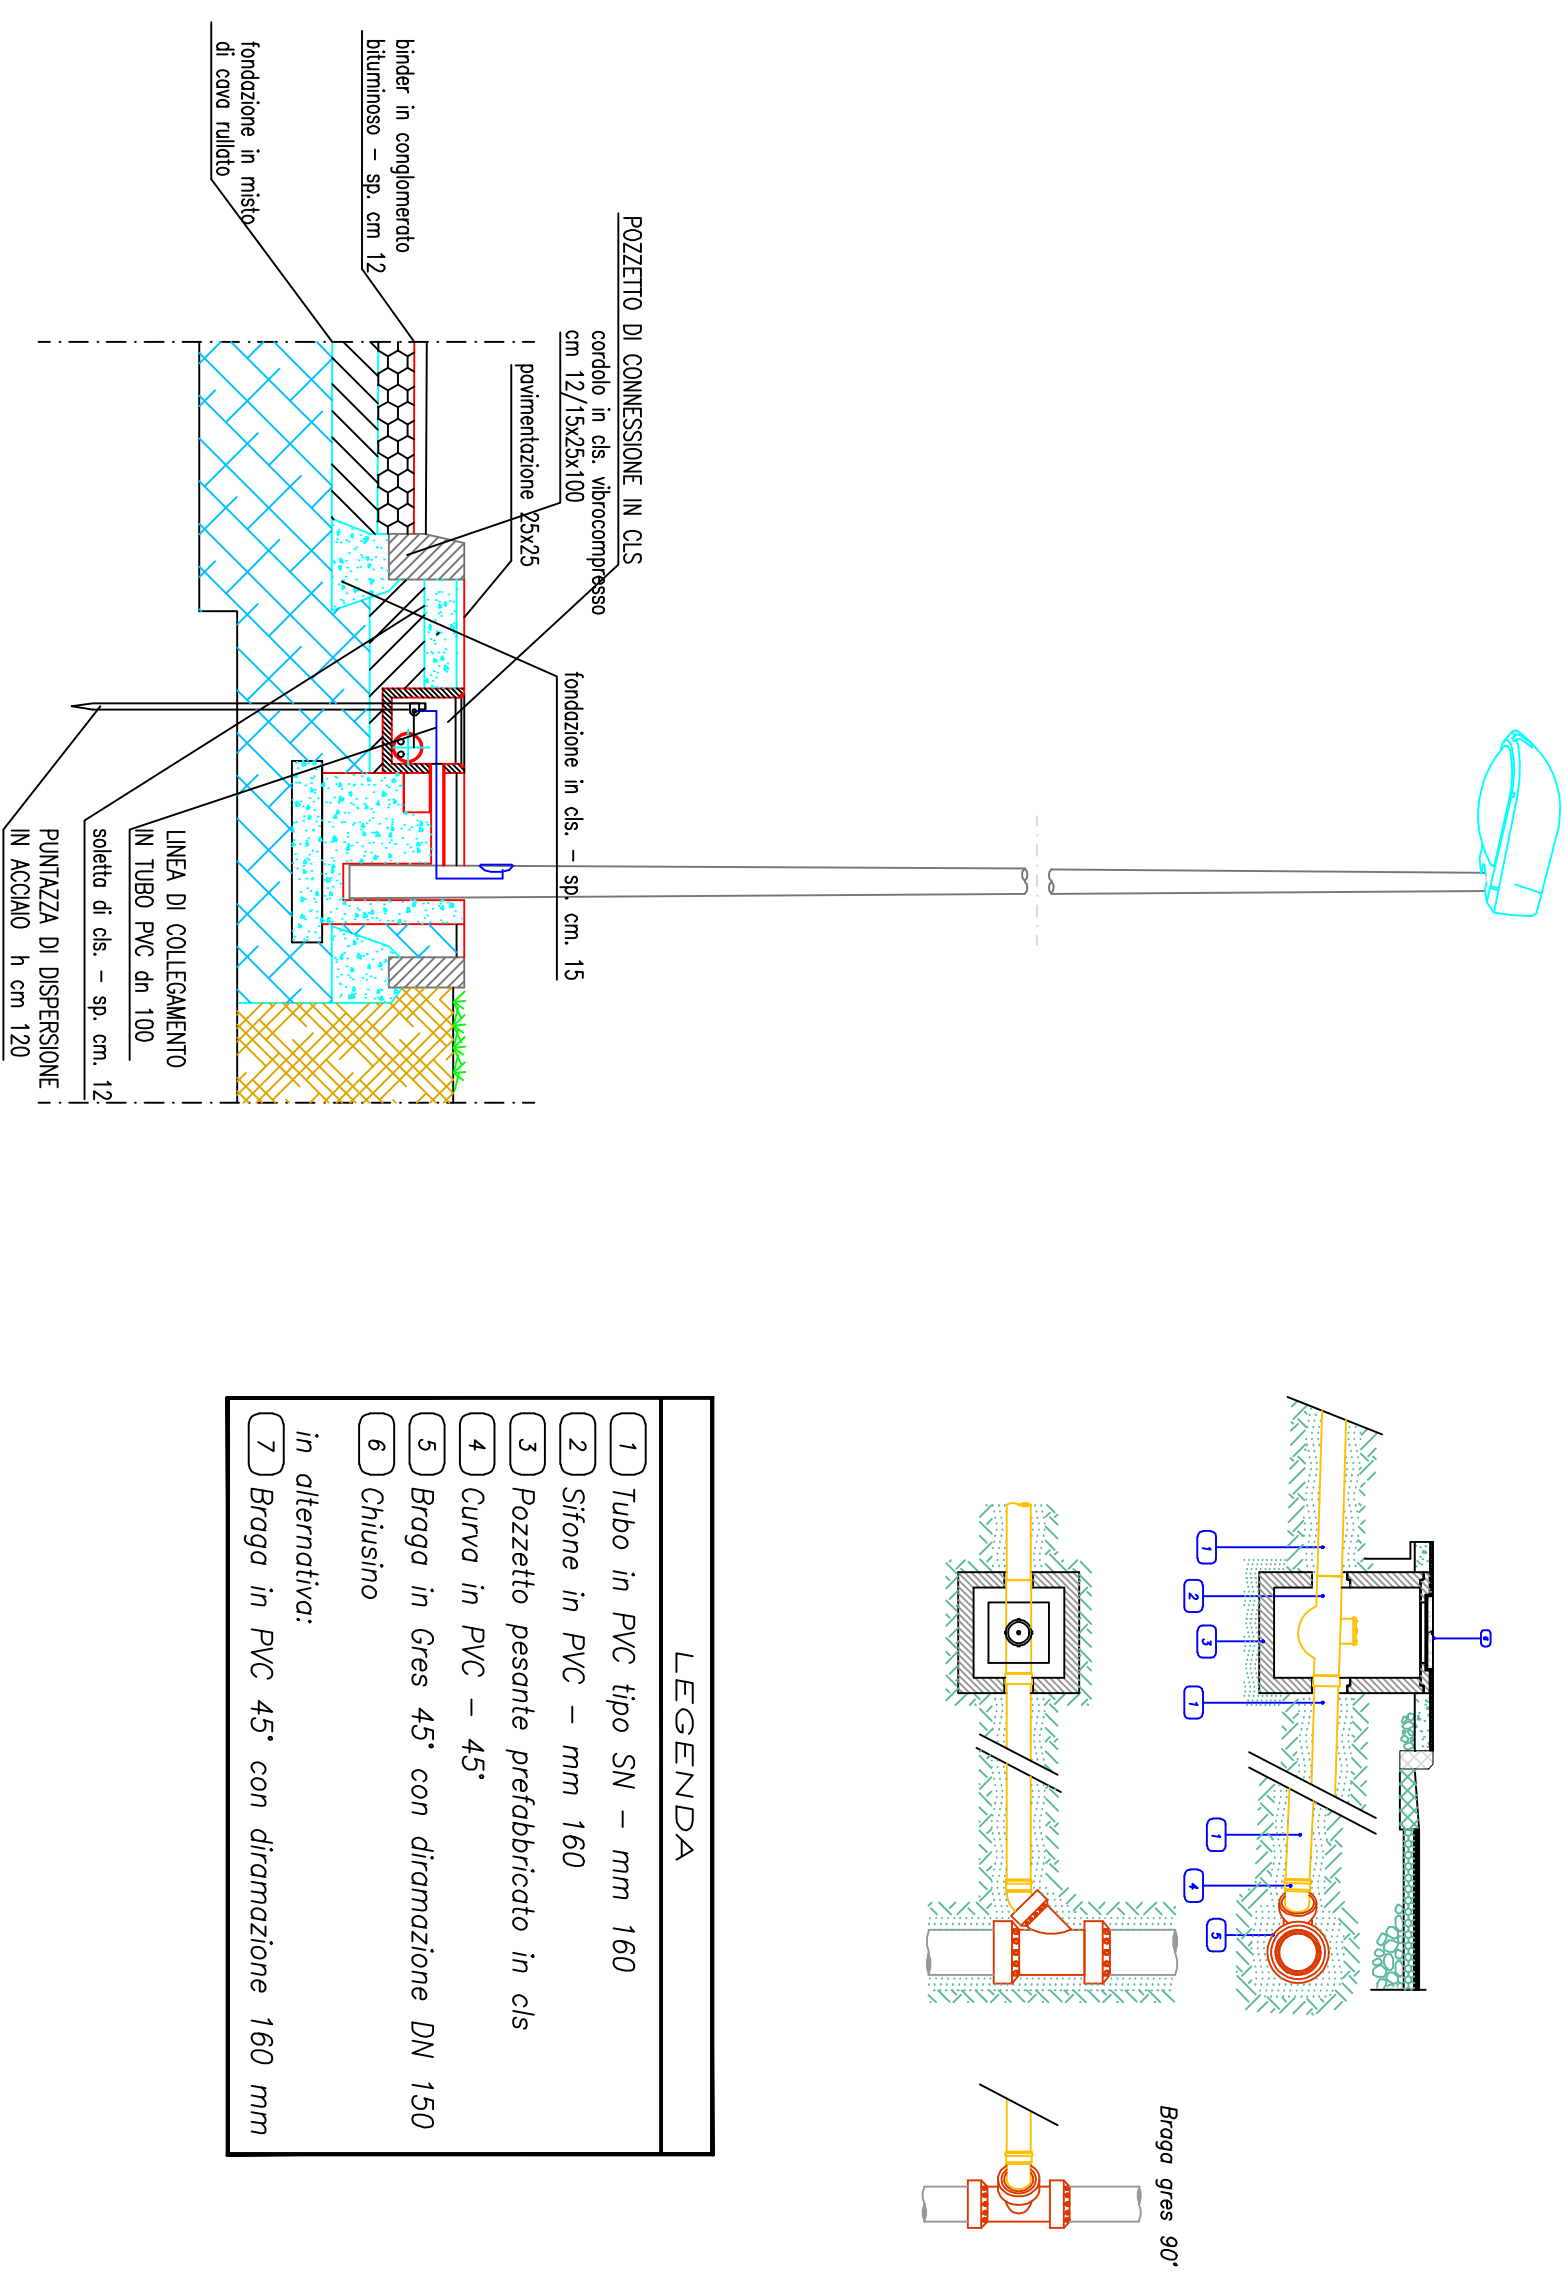 POZZETTO DI CONNESSIONE IN CLS
cordolo in cls. vibrocompresso
cm 12/15x25x100
pavimentazione 25x25
binder in conglomerato
bituminoso - sp. cm 12
fondazione in misto
di cava rullato
fondazione in cls. - sp. cm. 15
LINEA DI COLLEGAMENTO
IN TUBO PVC dn 100
soletta di cls. - sp. cm. 12
PUNTAZZA DI DISPERSIONE
IN ACCIAIO h cm 120
6
1
2
3
1
1
4
5
Braga gres 90°
LEGENDA
1 Tubo in PVC tipo SN - mm 160
2 Sifone in PVC - mm 160
3 Pozzetto pesante prefabbricato in cls
4 Curva in PVC - 45°
5 Braga in Gres 45° con diramazione DN 150
6 Chiusino
in alternativa:
7 Braga in PVC 45° con diramazione 160 mm